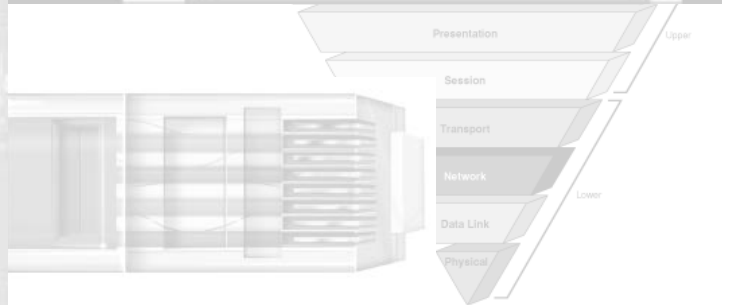 Presentation
Upper
Session
Transport
Network
Lower
Data Link
Physical